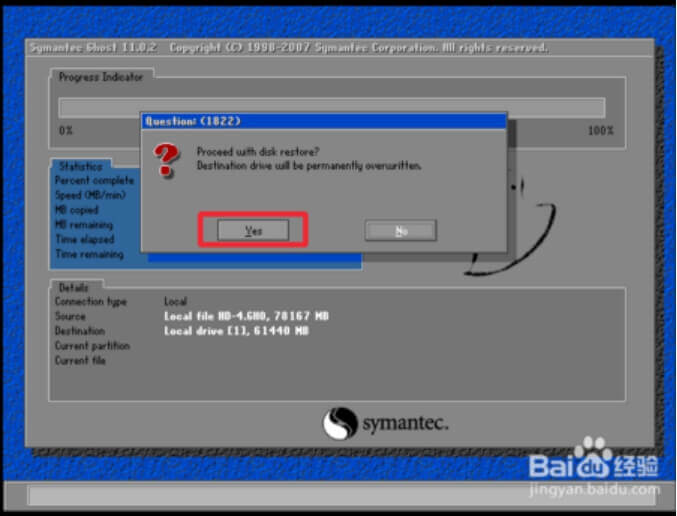 Symantec Ghost 11.0.2 Copyright (C) 1998-2007 Symantec Corporation. All rights reserved.
Progress Indicator
0%
100%
Question: (1822)
Proceed with disk restore?
Destination drive will be permanently overwritten.
Yes
No
Statistics
Percent complete
Speed (MB/min)
MB copied
MB remaining
Time elapsed
Time remaining
Details
Connection type Local
Source Local file HD-4.GHO, 78167 MB
Destination Local drive [1], 61440 MB
Current partition
Current file
symantec.
Baidu经验
jingyan.baidu.com